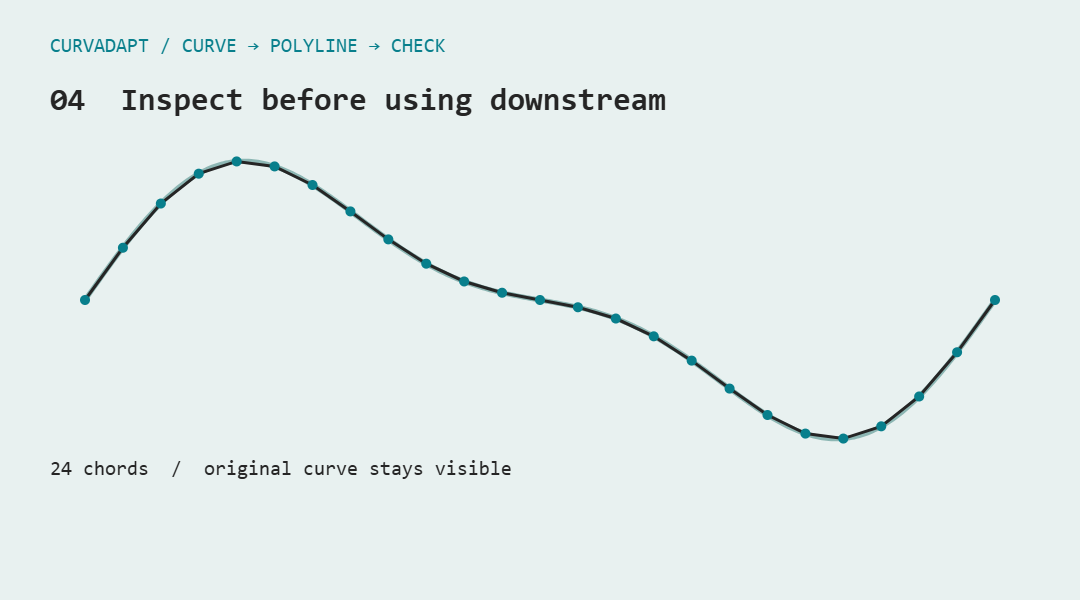 CURVADAPT / CURVE → POLYLINE → CHECK
04  Inspect before using downstream
24 chords  /  original curve stays visible